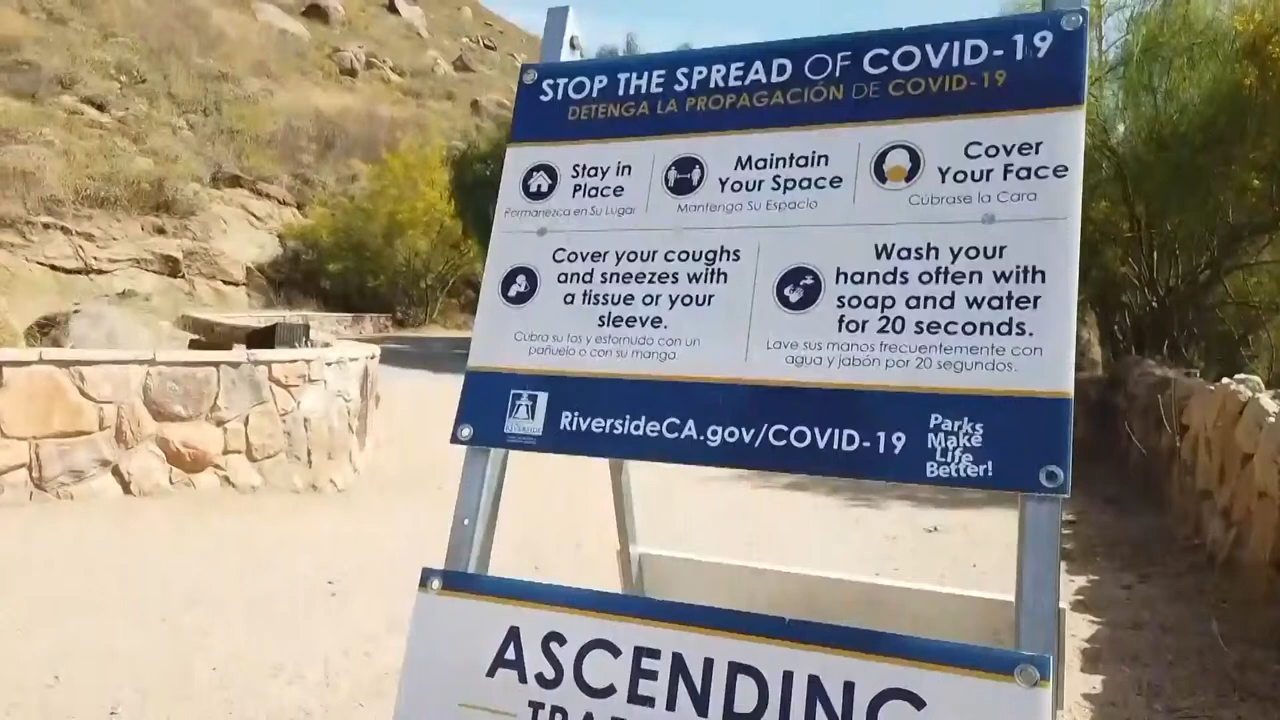 STOP THE SPREAD OF COVID-19
DETENGA LA PROPAGACIÓN DE COVID-19
Stay in
Place
Permanezca en Su Lugar
Maintain
Your Space
Mantenga Su Espacio
Cover
Your Face
Cúbrase la Cara
Cover your coughs
and sneezes with
a tissue or your
sleeve.
Cubra su tos y estornudo con un
pañuelo o con su manga.
Wash your
hands often with
soap and water
for 20 seconds.
Lave sus manos frecuentemente con
agua y jabón por 20 segundos.
RIVERSIDE
RiversideCA.gov/COVID-19
Parks
Make
Life
Better!
ASCENDING